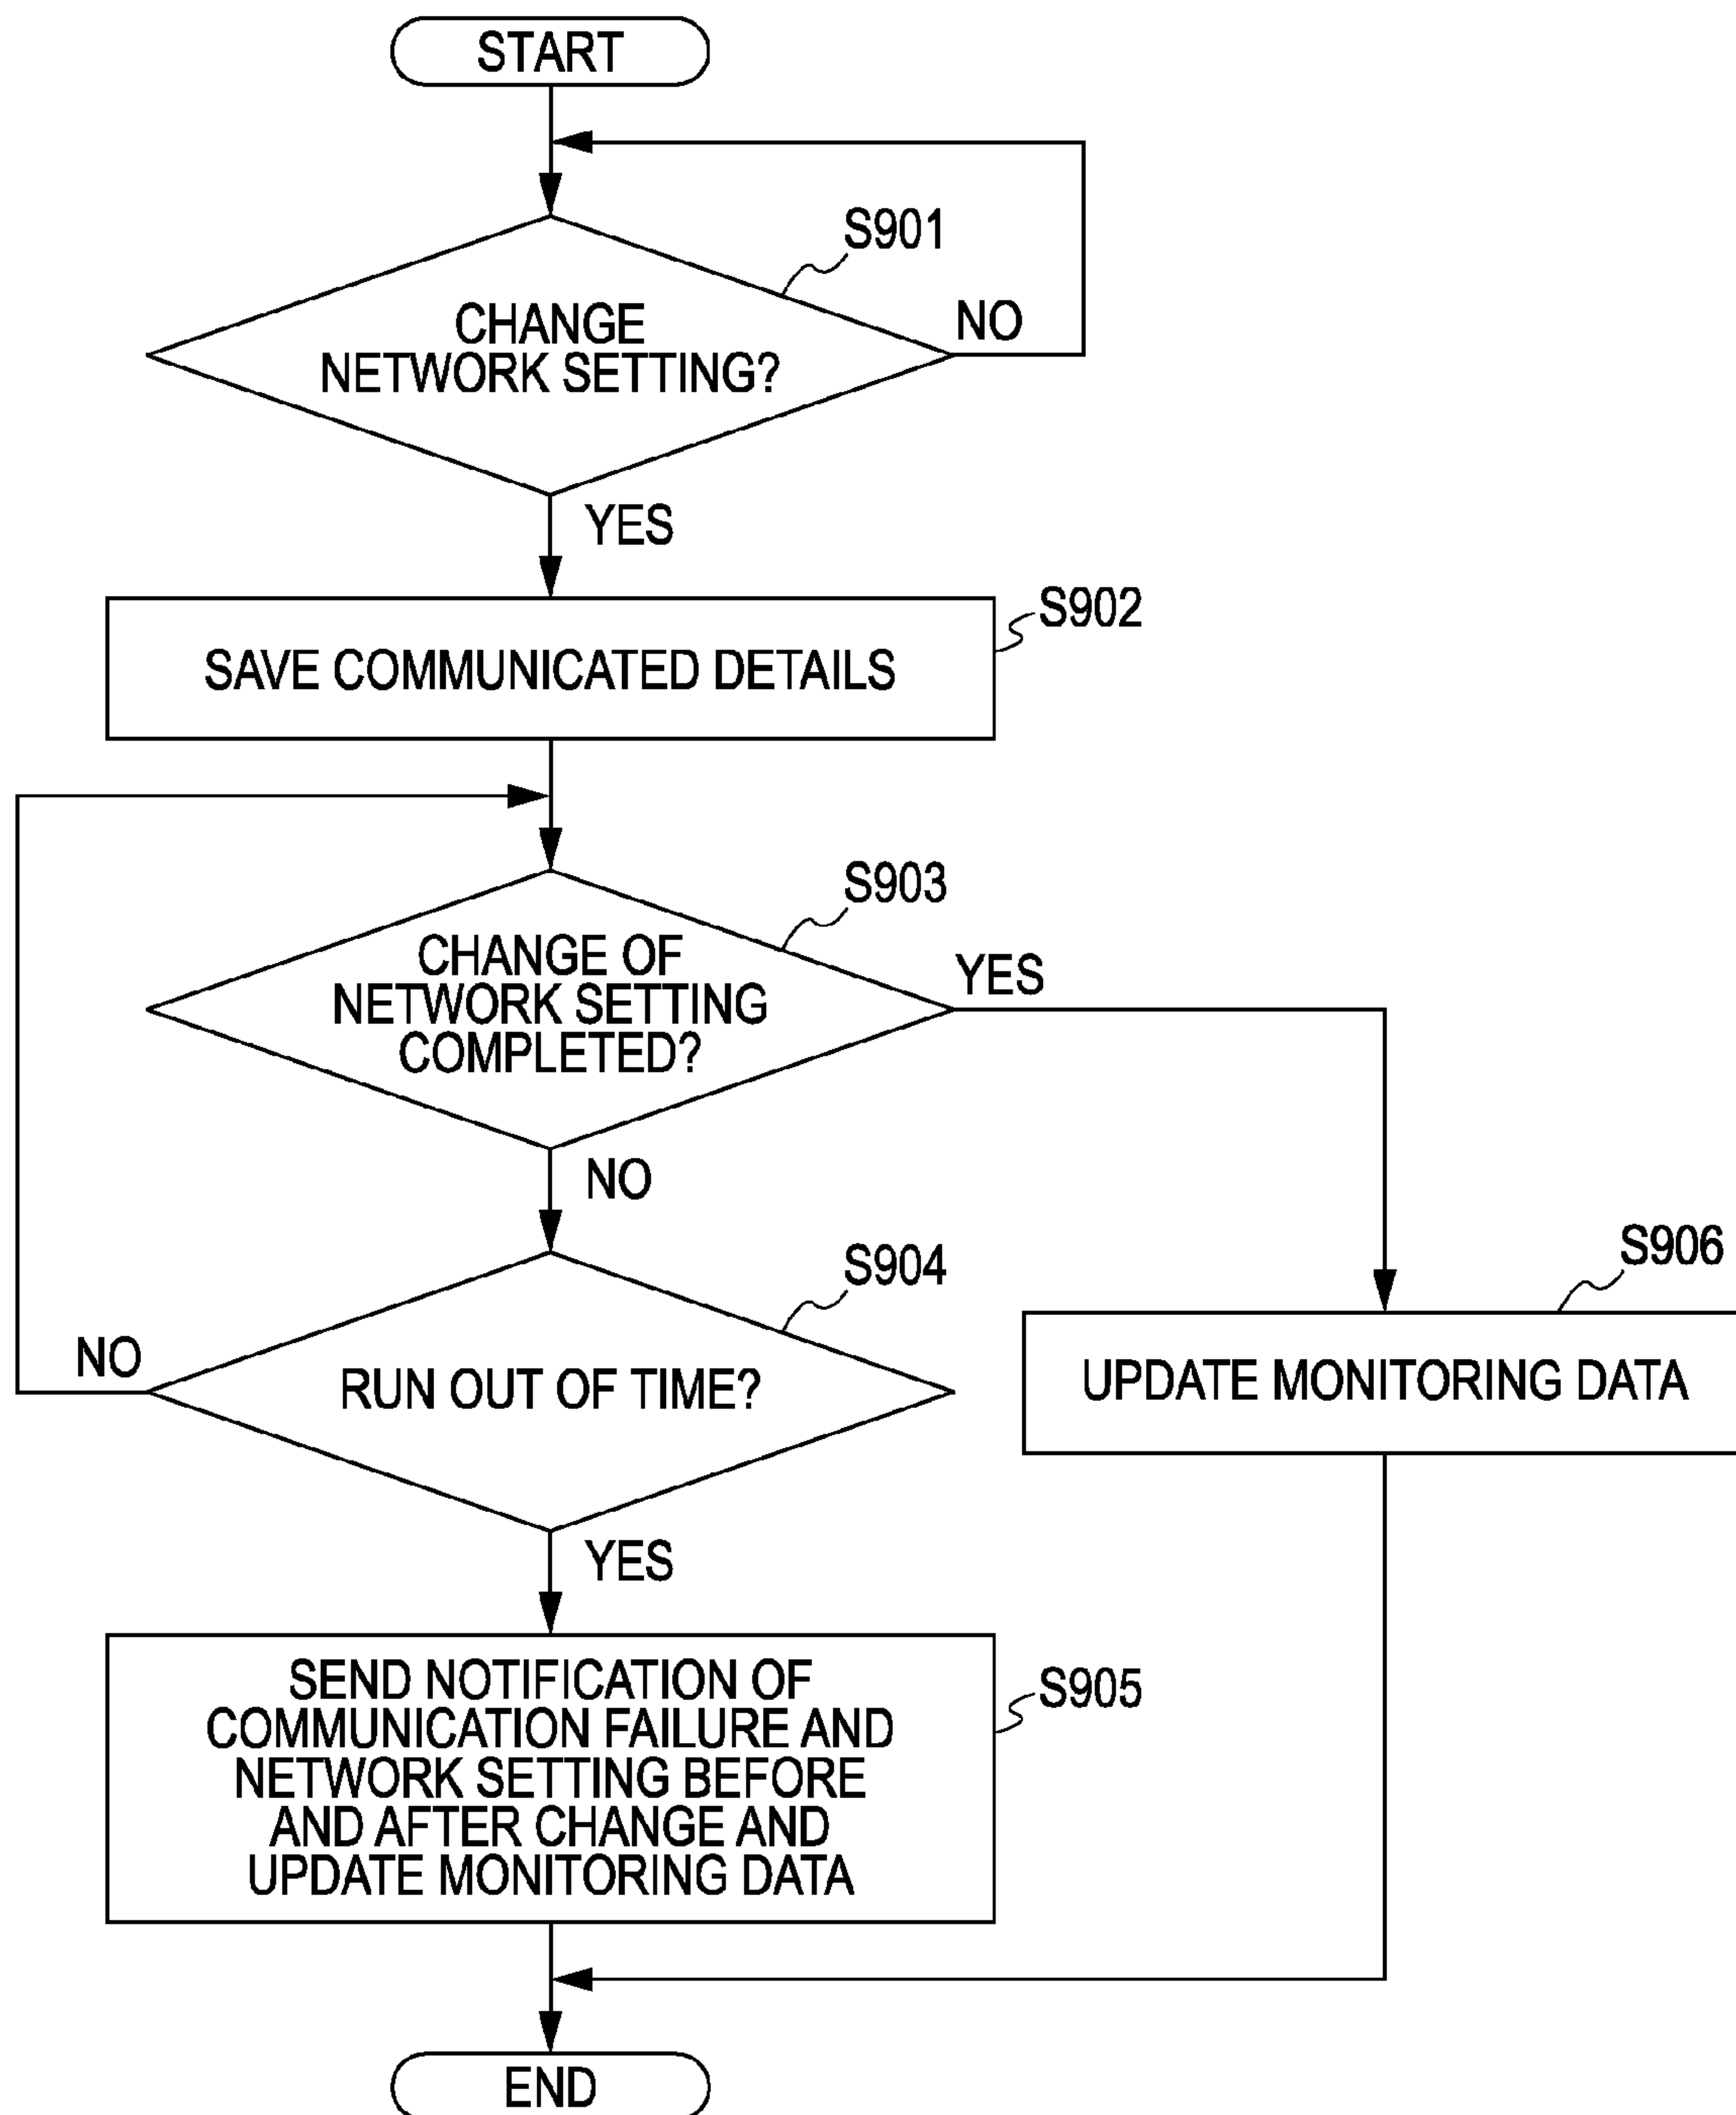 START
S901
CHANGE
NETWORK SETTING?
NO
YES
S902
SAVE COMMUNICATED DETAILS
S903
CHANGE OF
NETWORK SETTING
COMPLETED?
YES
NO
S904
S906
NO
RUN OUT OF TIME?
UPDATE MONITORING DATA
YES
SEND NOTIFICATION OF
COMMUNICATION FAILURE AND
NETWORK SETTING BEFORE
AND AFTER CHANGE AND
UPDATE MONITORING DATA
S905
END